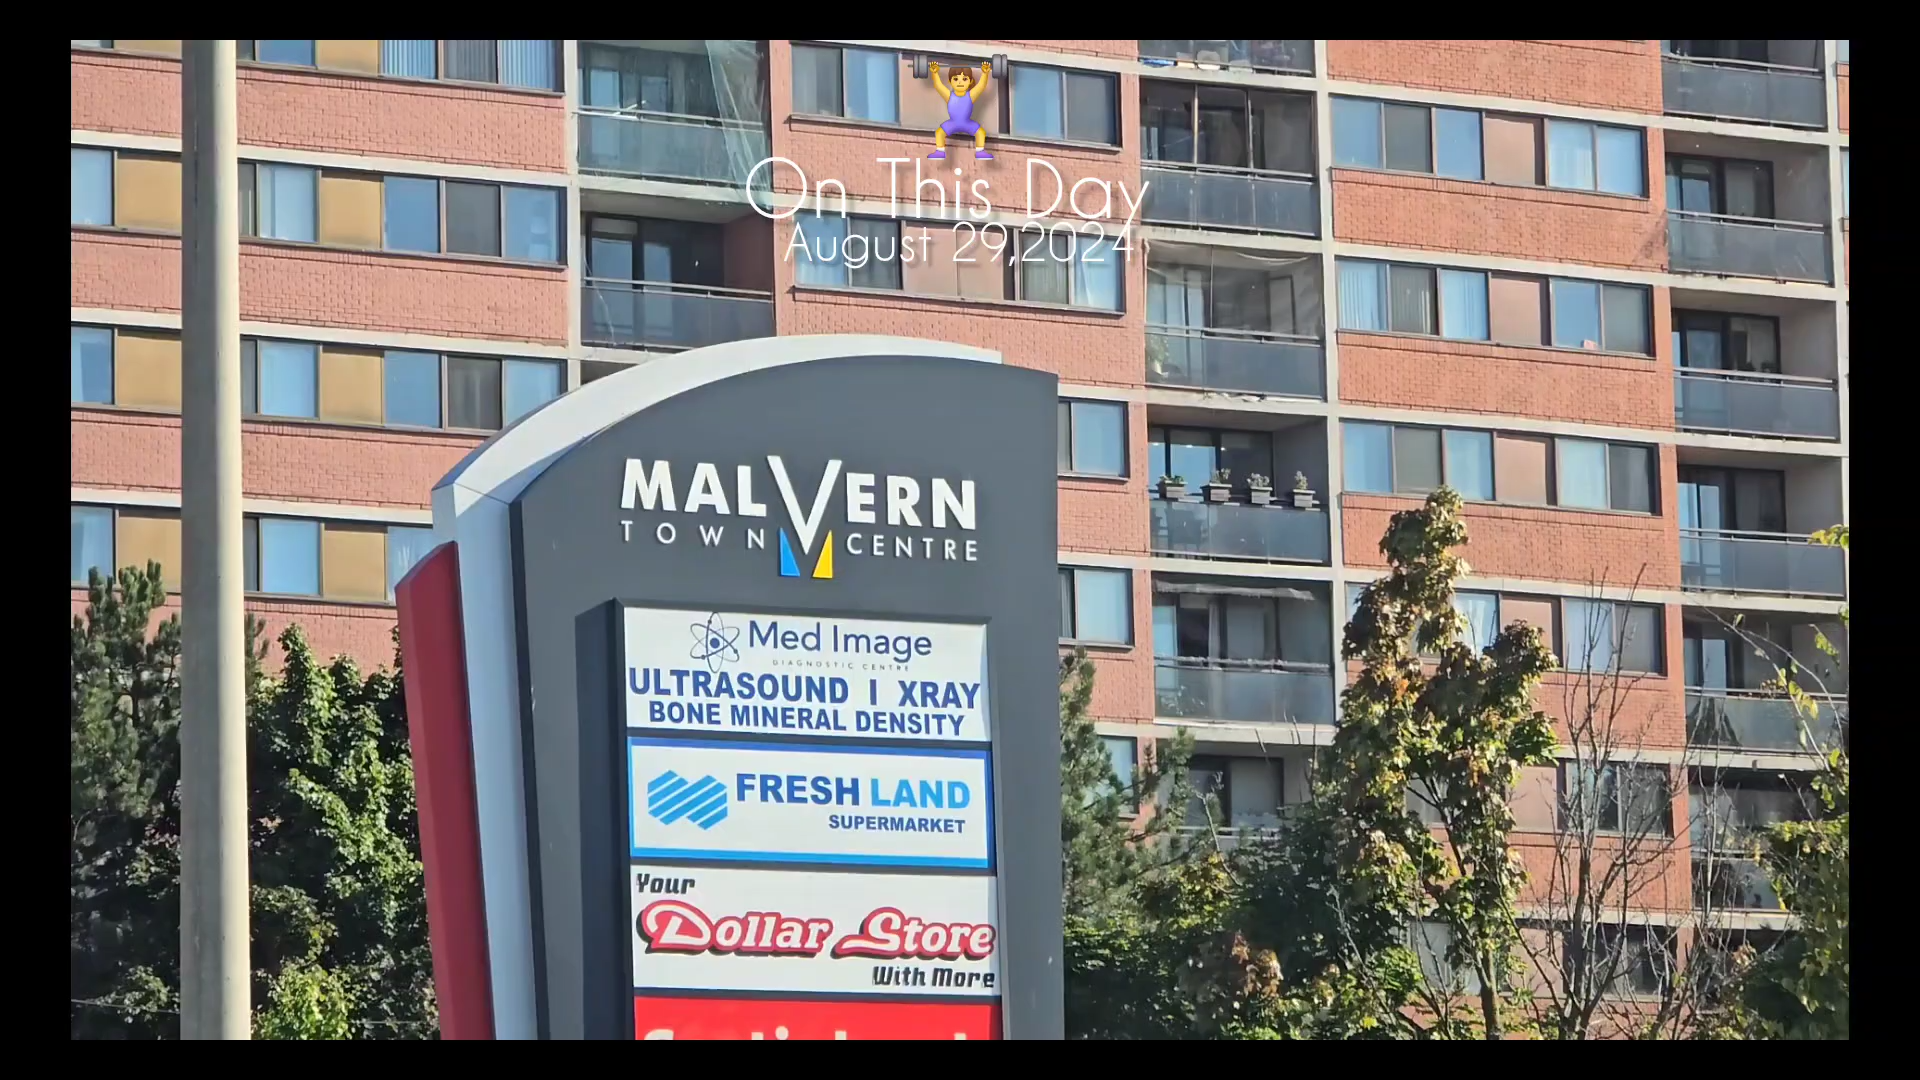 On This Day
August 29,2024
MALVERN
TOWN CENTRE
Med Image
DIAGNOSTIC CENTRE
ULTRASOUND | XRAY
BONE MINERAL DENSITY
FRESH LAND
SUPERMARKET
Your
Dollar Store
With More